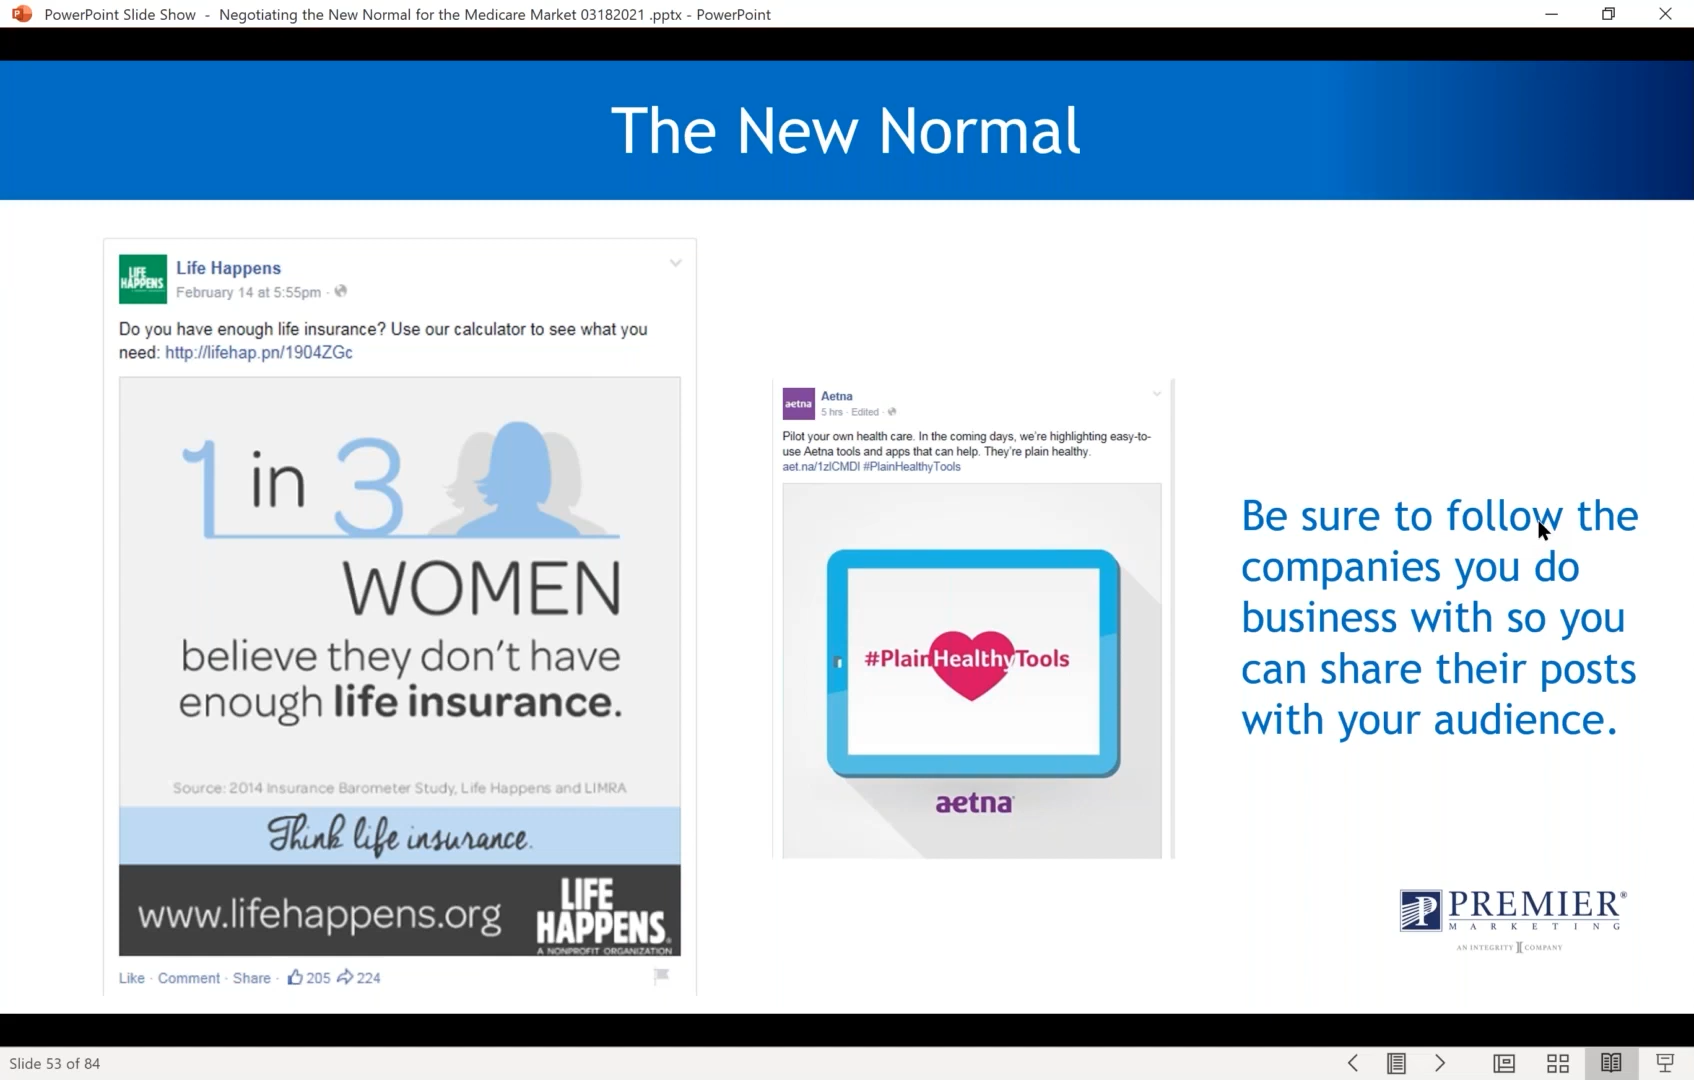 PowerPoint Slide Show - Negotiating the New Normal for the Medicare Market 03182021 .pptx - PowerPoint
The New Normal
LIFE
HAPPENS
Life Happens
February 14 at 5:55pm ·
Do you have enough life insurance? Use our calculator to see what you
need: http://lifehap.pn/1904ZGc
1 in 3
WOMEN
believe they don't have
enough life insurance.
Source: 2014 Insurance Barometer Study, Life Happens and LIMRA
Think life insurance.
www.lifehappens.org
LIFE
HAPPENS.
A NONPROFIT ORGANIZATION
Like · Comment · Share · 205 224
aetna
Aetna
5 hrs · Edited ·
Pilot your own health care. In the coming days, we're highlighting easy-to-
use Aetna tools and apps that can help. They're plain healthy.
aet.na/1zlCMDl #PlainHealthyTools
#PlainHealthyTools
aetna
Be sure to follow the
companies you do
business with so you
can share their posts
with your audience.
P PREMIER®
MARKETING
AN INTEGRITY COMPANY
Slide 53 of 84